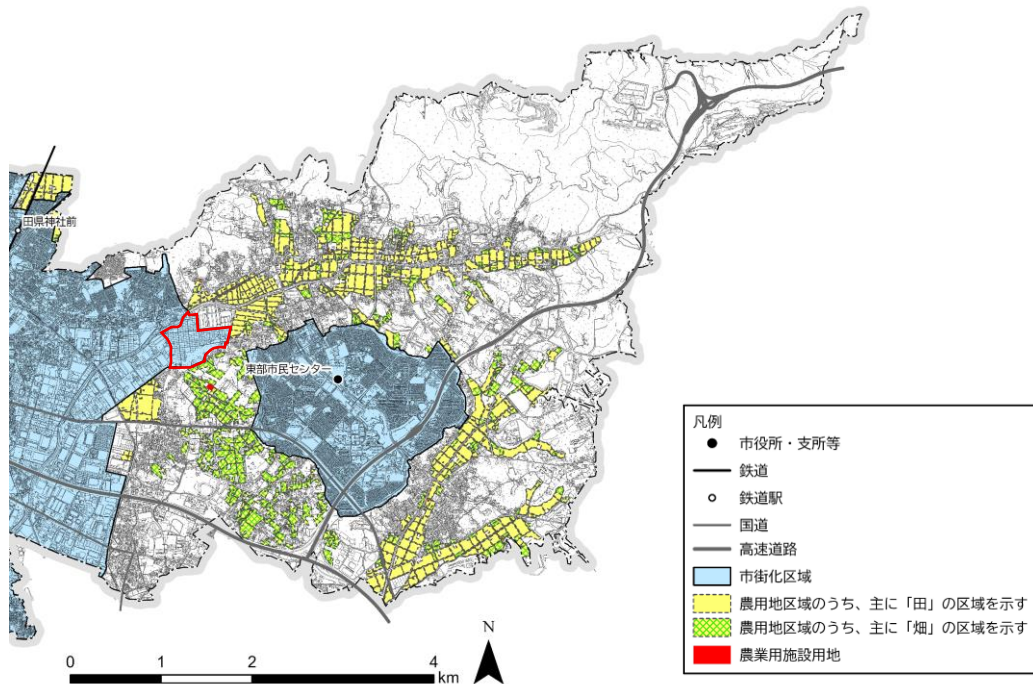 田県神社前
東部市民センター
凡例
市役所・支所等
鉄道
鉄道駅
国道
高速道路
市街化区域
農用地区域のうち、主に「田」の区域を示す
農用地区域のうち、主に「畑」の区域を示す
農業用施設用地
N
0 1 2 4
km